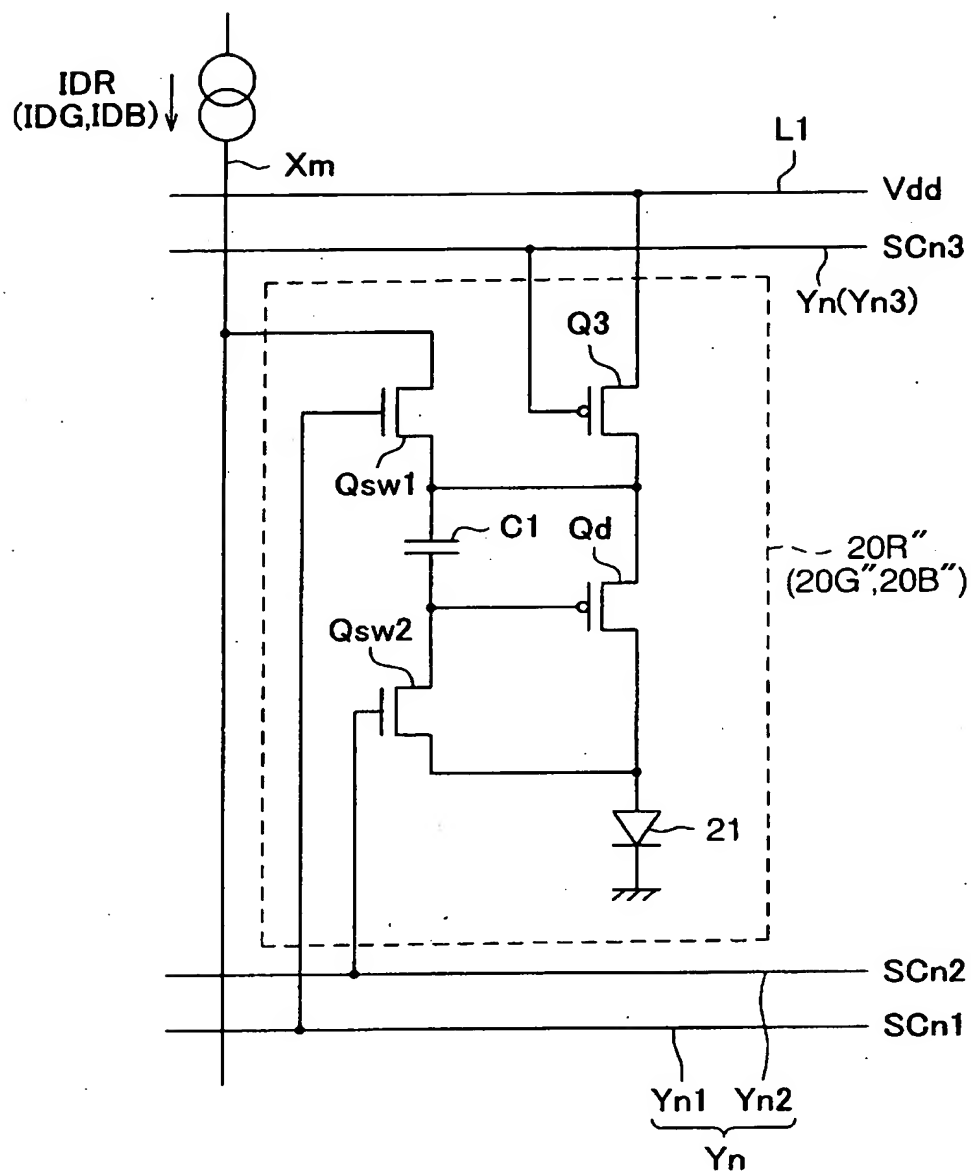 IDR
(IDG,IDB)
Xm
L1
Vdd
SCn3
Yn(Yn3)
Q3
Qsw1
C1
Qd
20R″
(20G″,20B″)
Qsw2
21
SCn2
SCn1
Yn1 Yn2
Yn